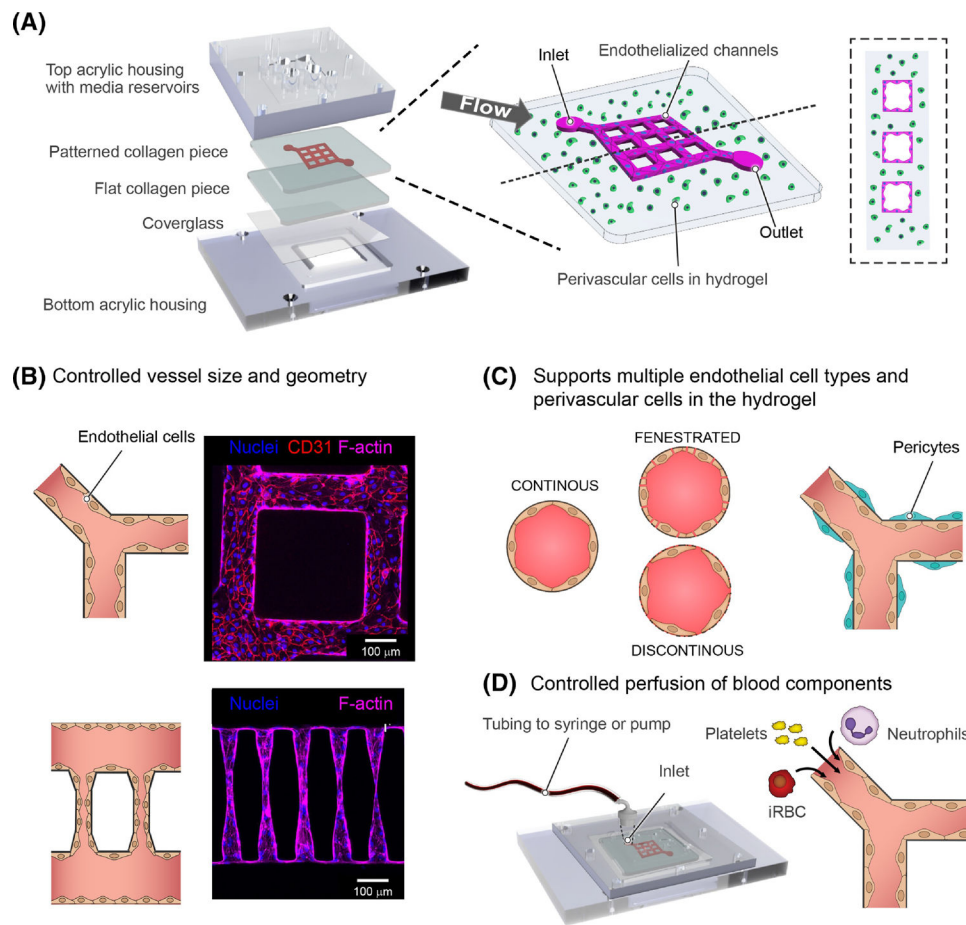 (A)
Top acrylic housing
with media reservoirs
Patterned collagen piece
Flat collagen piece
Coverglass
Bottom acrylic housing
Flow
Inlet
Endothelialized channels
Outlet
Perivascular cells in hydrogel
(B) Controlled vessel size and geometry
Endothelial cells
Nuclei CD31 F-actin
100 μm
Nuclei F-actin
100 μm
(C) Supports multiple endothelial cell types and
perivascular cells in the hydrogel
CONTINOUS
FENESTRATED
DISCONTINOUS
Pericytes
(D) Controlled perfusion of blood components
Tubing to syringe or pump
Inlet
Platelets
Neutrophils
iRBC